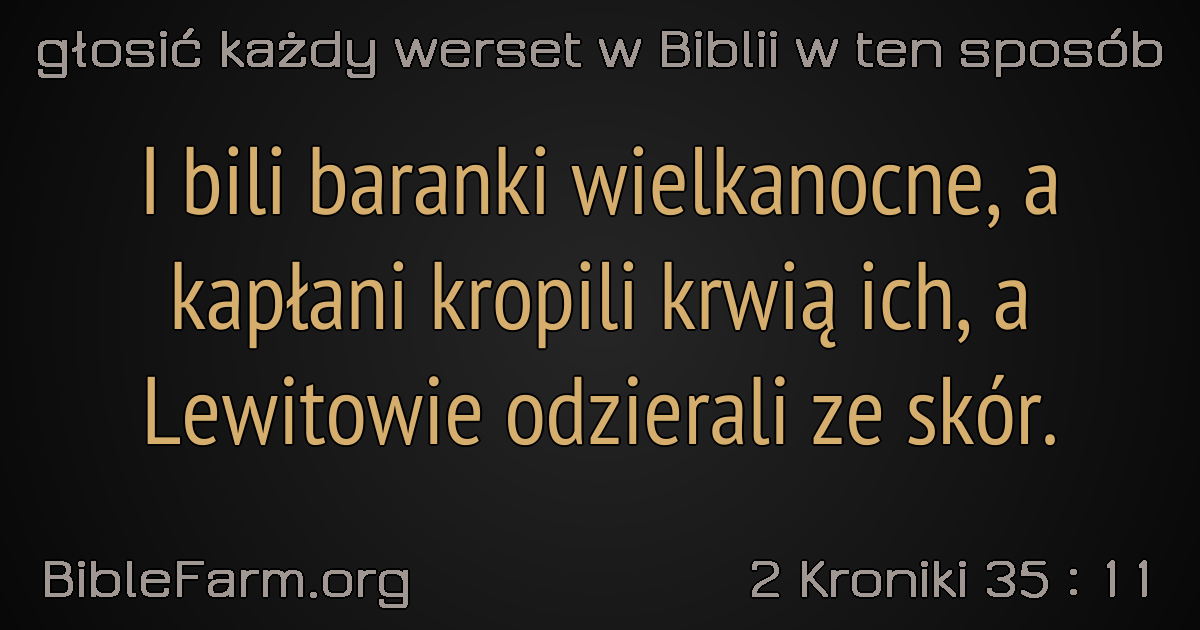 głosić każdy werset w Biblii w ten sposób
I bili baranki wielkanocne, a
kapłani kropili krwią ich, a
Lewitowie odzierali ze skór.
BibleFarm.org
2 Kroniki 35 : 11